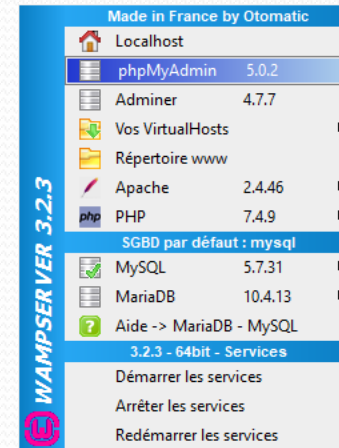 Made in France by Otomatic
Localhost
phpMyAdmin 5.0.2
Adminer 4.7.7
Vos VirtualHosts
Répertoire www
Apache 2.4.46
php PHP 7.4.9
SGBD par défaut : mysql
MySQL 5.7.31
MariaDB 10.4.13
? Aide -> MariaDB - MySQL
3.2.3 - 64bit - Services
Démarrer les services
Arrêter les services
Redémarrer les services
WAMPSERVER 3.2.3